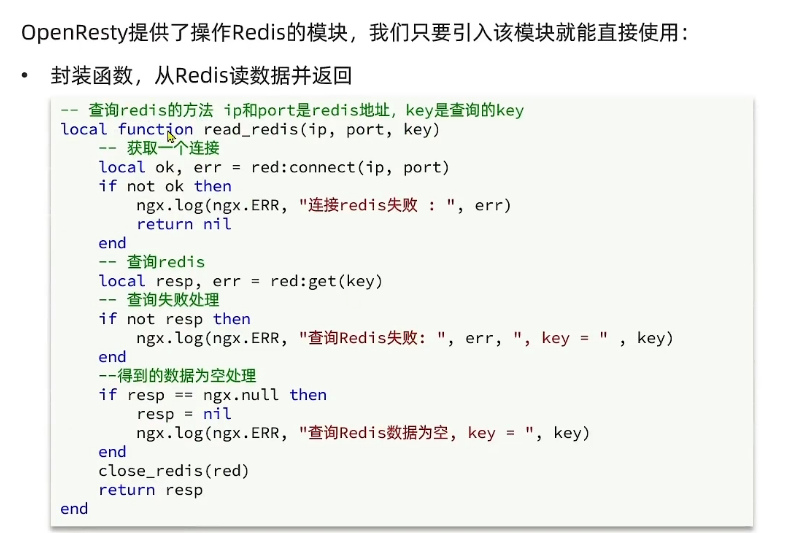 OpenResty提供了操作Redis的模块，我们只要引入该模块就能直接使用：
• 封装函数，从Redis读数据并返回
-- 查询redis的方法 ip和port是redis地址，key是查询的key
local function read_redis(ip, port, key)
    -- 获取一个连接
    local ok, err = red:connect(ip, port)
    if not ok then
        ngx.log(ngx.ERR, "连接redis失败 : ", err)
        return nil
    end
    -- 查询redis
    local resp, err = red:get(key)
    -- 查询失败处理
    if not resp then
        ngx.log(ngx.ERR, "查询Redis失败: ", err, ", key = " , key)
    end
    --得到的数据为空处理
    if resp == ngx.null then
        resp = nil
        ngx.log(ngx.ERR, "查询Redis数据为空, key = ", key)
    end
    close_redis(red)
    return resp
end